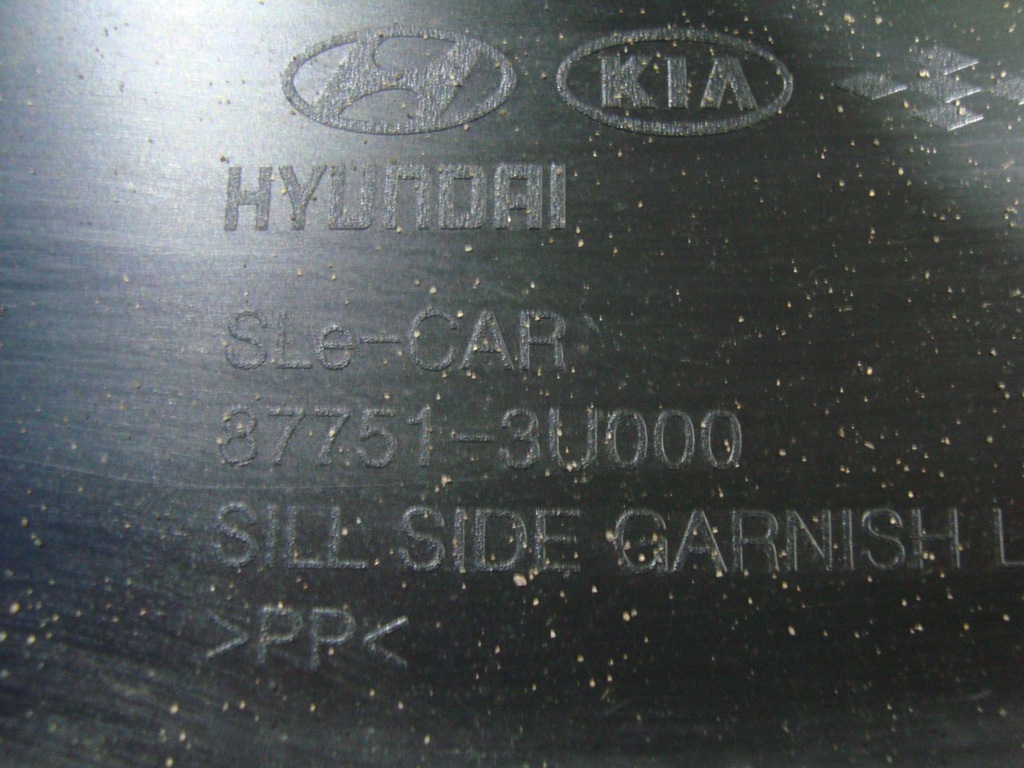 KIA
HYUNDAI
SLe-CAR
87751-3U000
SILL SIDE GARNISH L
>PP<